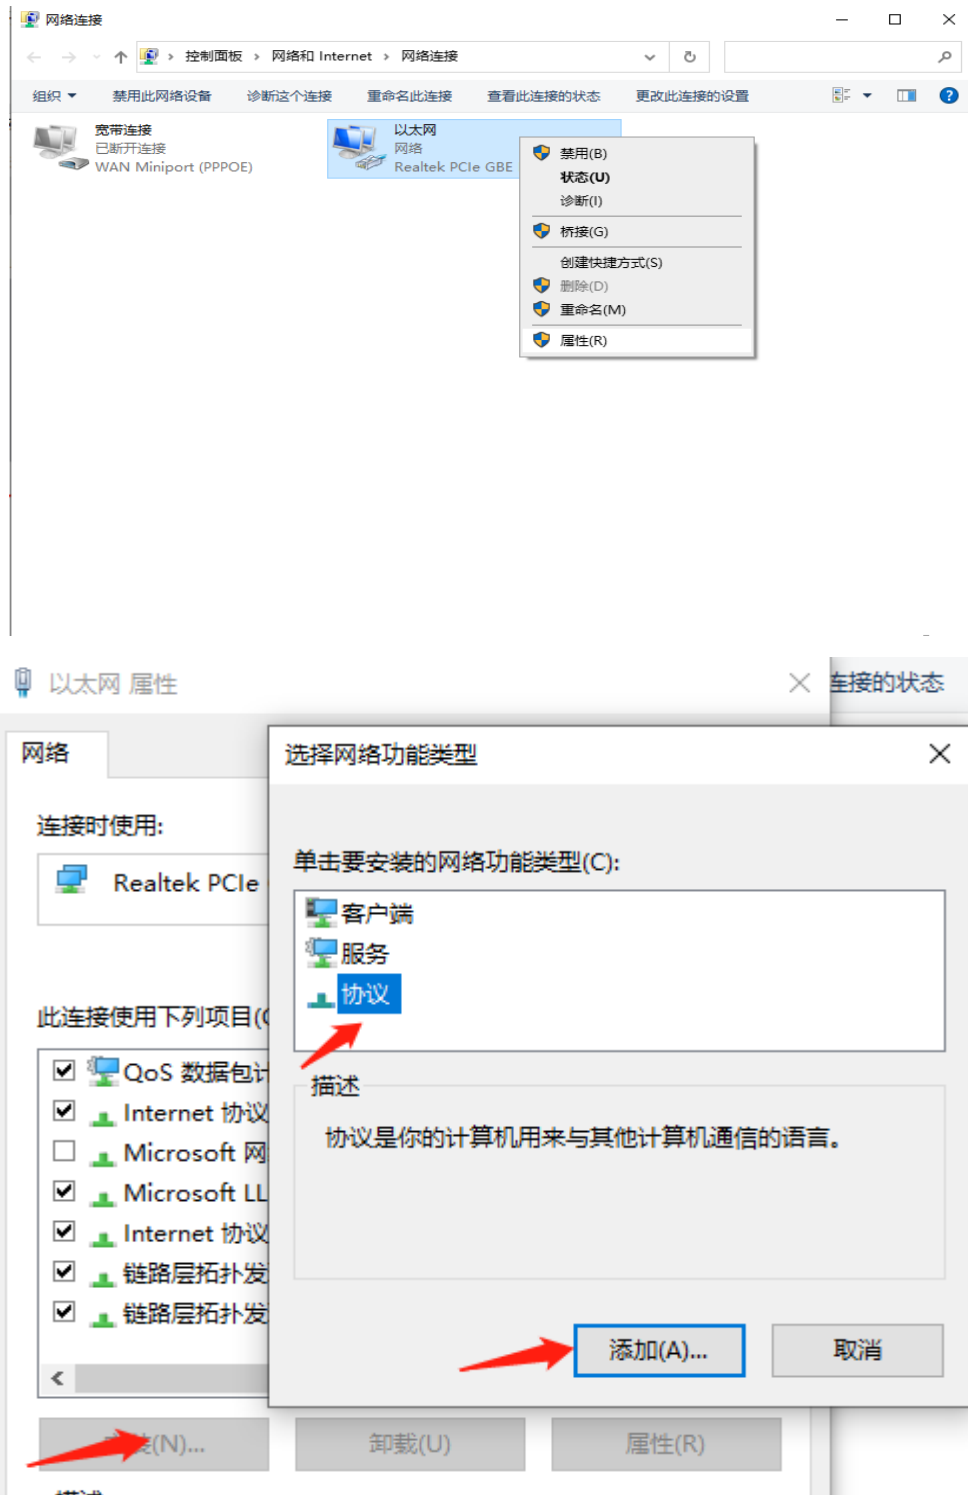 网络连接
控制面板 › 网络和 Internet › 网络连接
组织 禁用此网络设备 诊断这个连接 重命名此连接 查看此连接的状态 更改此连接的设置
宽带连接
已断开连接
WAN Miniport (PPPOE)
以太网
网络
Realtek PCIe GBE
禁用(B)
状态(U)
诊断(I)
桥接(G)
创建快捷方式(S)
删除(D)
重命名(M)
属性(R)
以太网 属性
连接的状态
网络
连接时使用:
Realtek PCIe
此连接使用下列项目(
QoS 数据包计
Internet 协议
Microsoft 网
Microsoft LL
Internet 协议
链路层拓扑发
链路层拓扑发
(N)...
卸载(U)
属性(R)
描述
选择网络功能类型
单击要安装的网络功能类型(C):
客户端
服务
协议
描述
协议是你的计算机用来与其他计算机通信的语言。
添加(A)...
取消